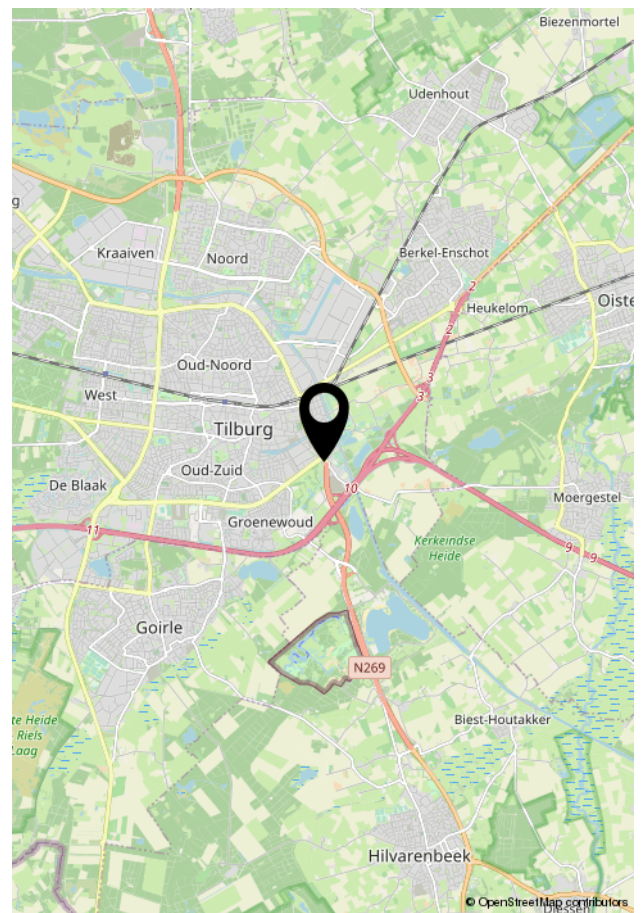 Biezenmortel
Udenhout
g
Kraaiven
Noord
Berkel-Enschot
2
Heukelom
Oiste
2
Oud-Noord
3
West
3
Tilburg
Oud-Zuid
De Blaak
10
Moergestel
11
Groenewoud
Kerkeindse
Heide
9
9
Goirle
N269
te Heide
Riels
Laag
Biest-Houtakker
Hilvarenbeek
© OpenStreetMap contributors
Diessen